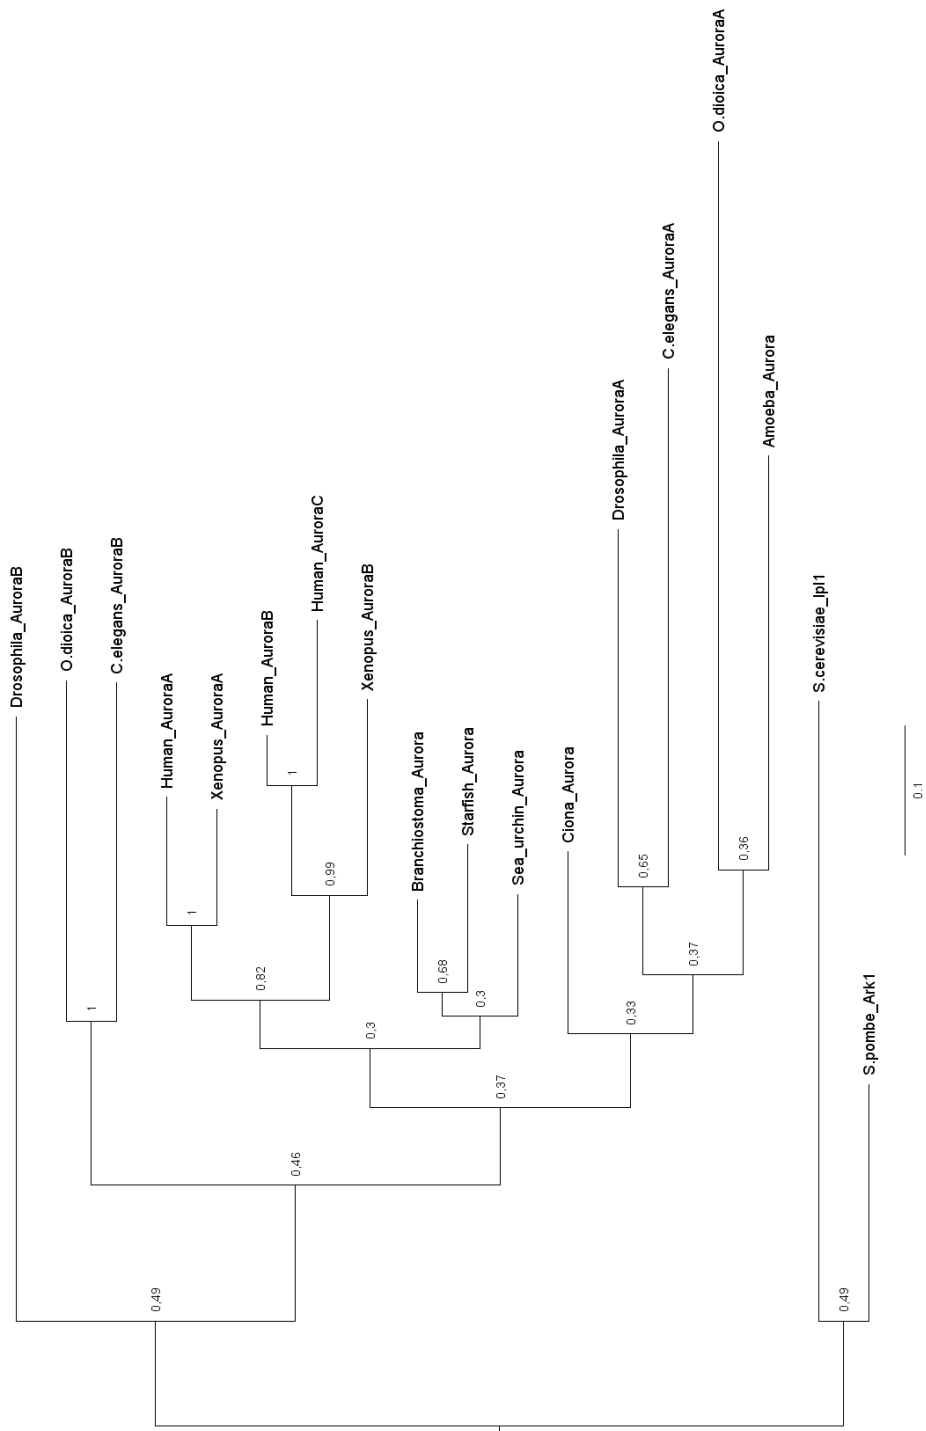 Drosophila_AuroraB
O.dioica_AuroraB
C.elegans_AuroraB
Human_AuroraA
Xenopus_AuroraA
Human_AuroraB
Human_AuroraC
Xenopus_AuroraB
Branchiostoma_Aurora
Starfish_Aurora
Sea_urchin_Aurora
Ciona_Aurora
Drosophila_AuroraA
C.elegans_AuroraA
O.dioica_AuroraA
Amoeba_Aurora
S.cerevisiae_Ipl1
S.pombe_Ark1
1
1
1
0,99
0,82
0,68
0,3
0,3
0,65
0,36
0,37
0,33
0,37
0,46
0,49
0,49
0.1